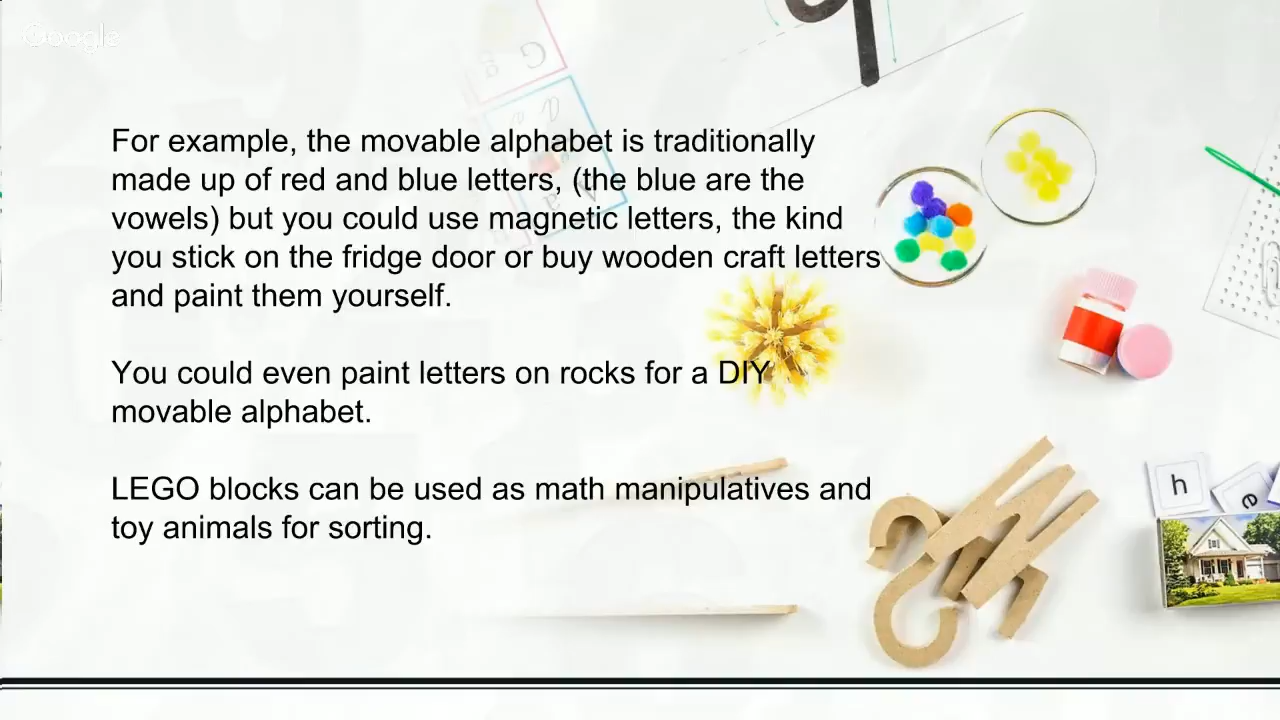 Google
For example, the movable alphabet is traditionally
made up of red and blue letters, (the blue are the
vowels) but you could use magnetic letters, the kind
you stick on the fridge door or buy wooden craft letters
and paint them yourself.
You could even paint letters on rocks for a DIY
movable alphabet.
LEGO blocks can be used as math manipulatives and
toy animals for sorting.
h
e